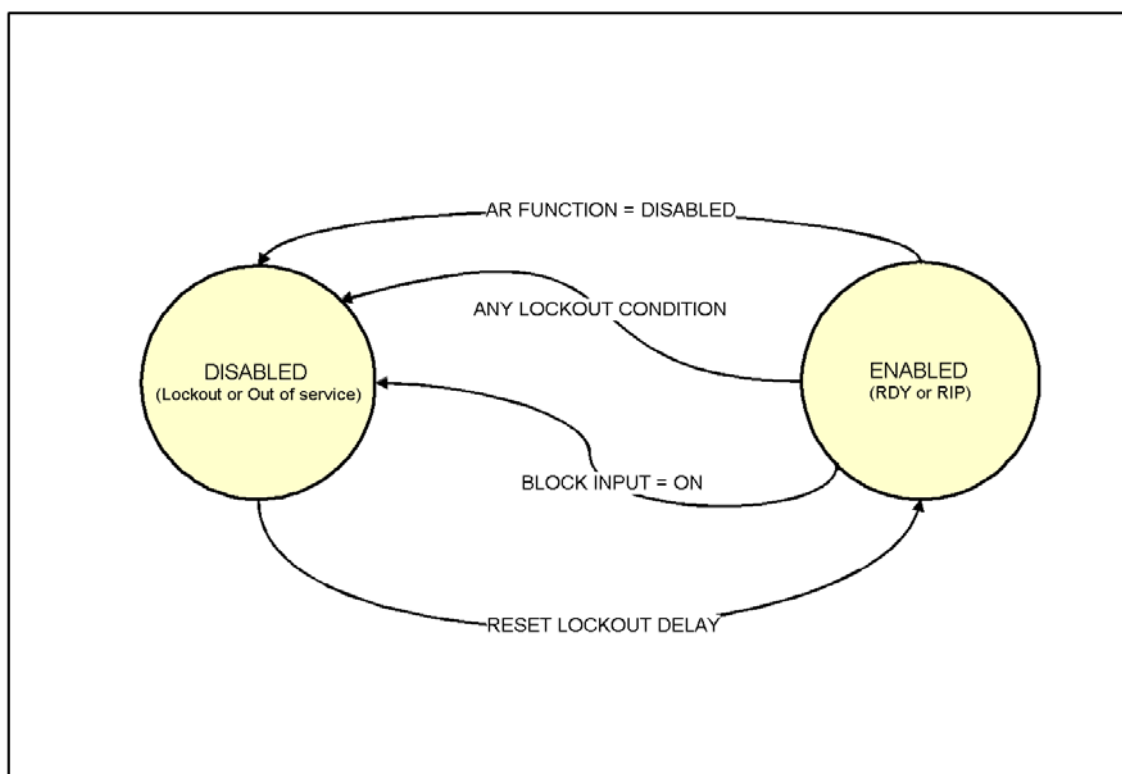 AR FUNCTION = DISABLED
ANY LOCKOUT CONDITION
DISABLED
(Lockout or Out of service)
ENABLED
(RDY or RIP)
BLOCK INPUT = ON
RESET LOCKOUT DELAY